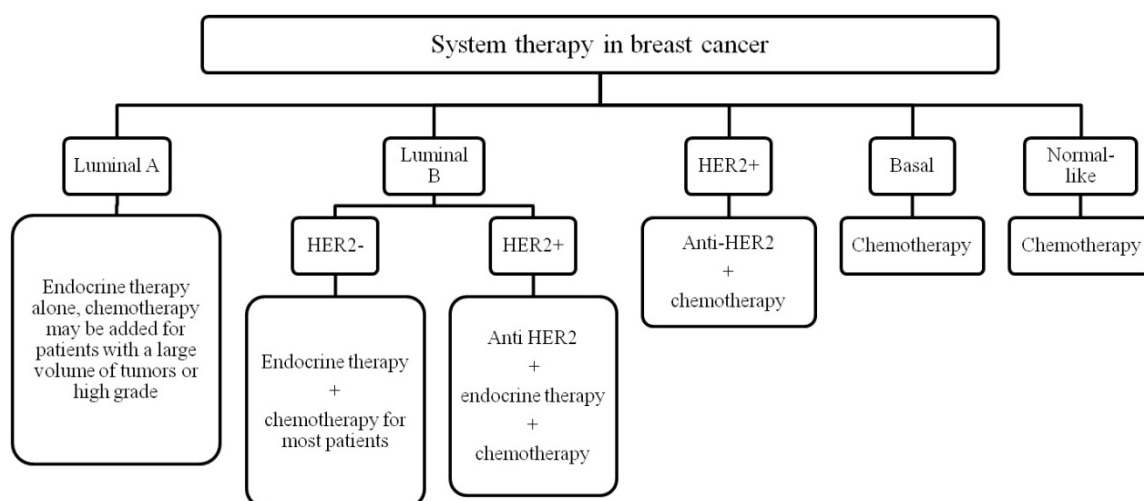 System therapy in breast cancer
Luminal A
Luminal
B
HER2+
Basal
Normal-
like
Endocrine therapy
alone, chemotherapy
may be added for
patients with a large
volume of tumors or
high grade
HER2-
HER2+
Anti-HER2
+
chemotherapy
Chemotherapy
Chemotherapy
Endocrine therapy
+
chemotherapy for
most patients
Anti HER2
+
endocrine therapy
+
chemotherapy